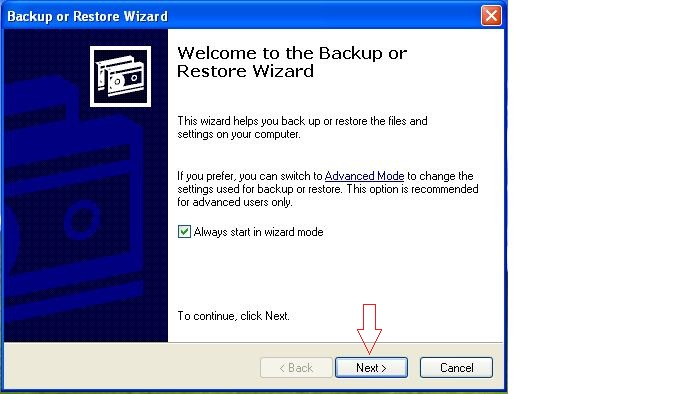 Backup or Restore Wizard
Welcome to the Backup or
Restore Wizard
This wizard helps you back up or restore the files and
settings on your computer.
If you prefer, you can switch to Advanced Mode to change the
settings used for backup or restore. This option is recommended
for advanced users only.
Always start in wizard mode
To continue, click Next.
< Back Next > Cancel